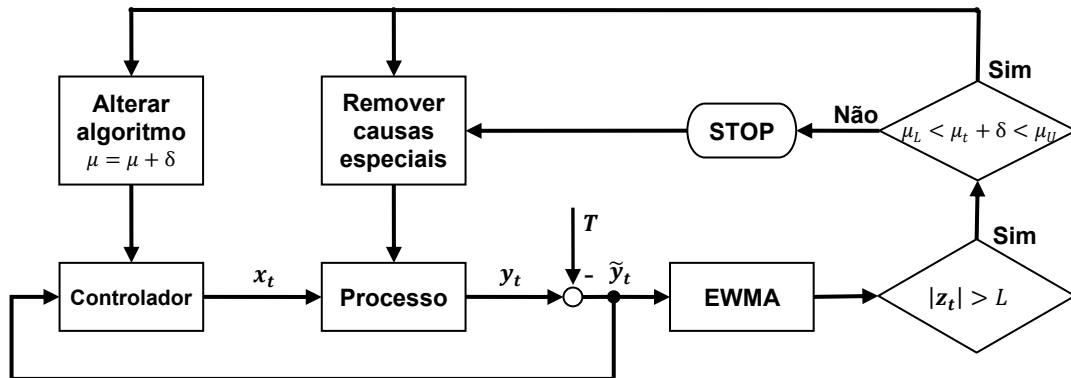 Sim
Alterar
algoritmo
μ = μ + δ
Remover
causas
especiais
STOP
Não
μ_L < μ_t + δ < μ_U
T
Sim
Controlador
x_t
Processo
y_t
-
ỹ_t
EWMA
|z_t| > L